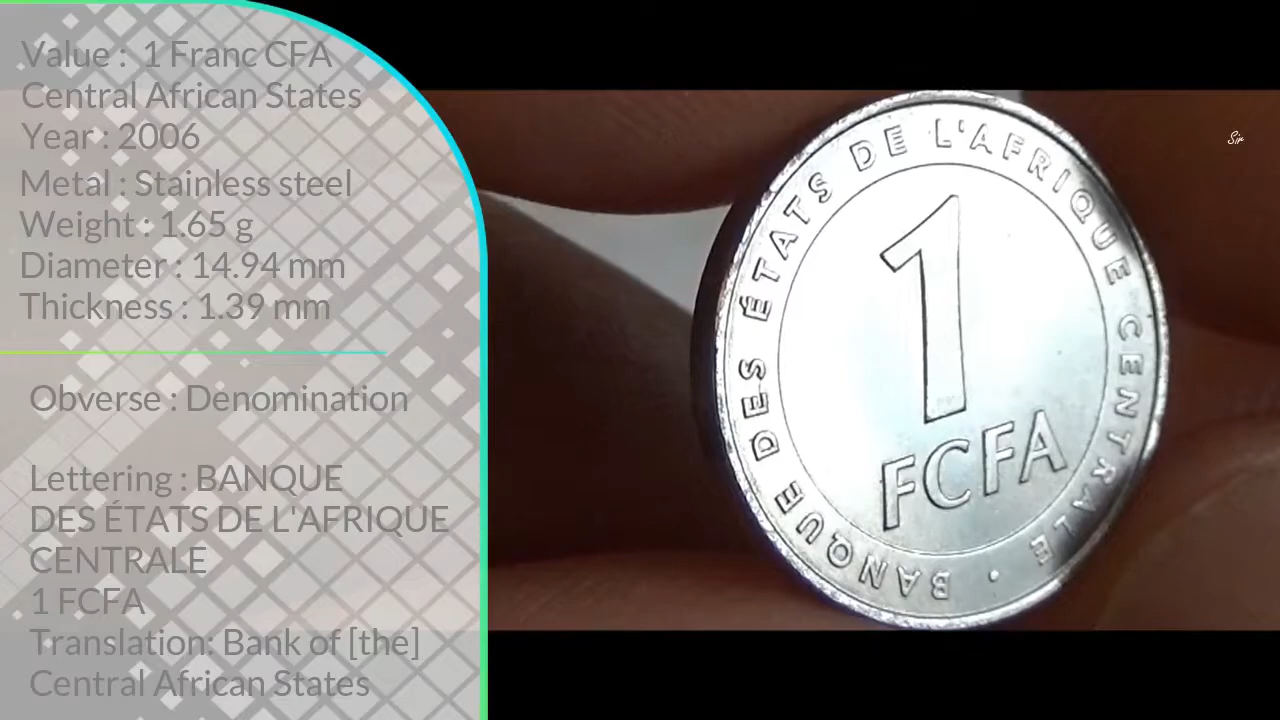 Value : 1 Franc CFA
Central African States
Year : 2006
Metal : Stainless steel
Weight : 1.65 g
Diameter : 14.94 mm
Thickness : 1.39 mm
Obverse : Denomination
Lettering : BANQUE
DES ÉTATS DE L'AFRIQUE
CENTRALE
1 FCFA
Translation: Bank of [the]
Central African States
BANQUE DES ÉTATS DE L'AFRIQUE CENTRALE •
1
FCFA
Sir